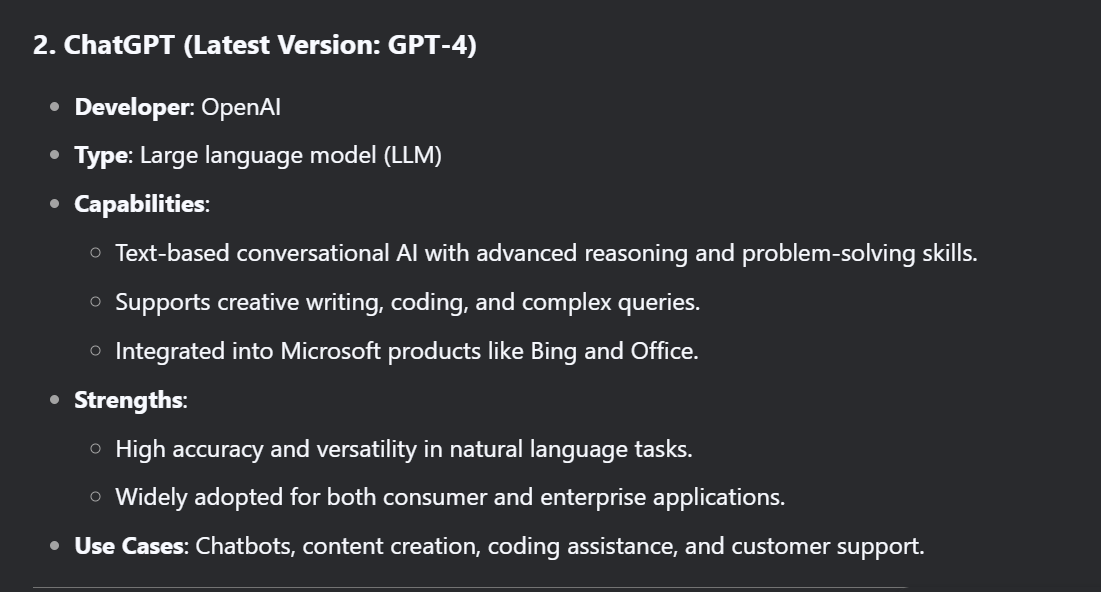 2. ChatGPT (Latest Version: GPT-4)
Developer: OpenAI
Type: Large language model (LLM)
Capabilities:
Text-based conversational AI with advanced reasoning and problem-solving skills.
Supports creative writing, coding, and complex queries.
Integrated into Microsoft products like Bing and Office.
Strengths:
High accuracy and versatility in natural language tasks.
Widely adopted for both consumer and enterprise applications.
Use Cases: Chatbots, content creation, coding assistance, and customer support.